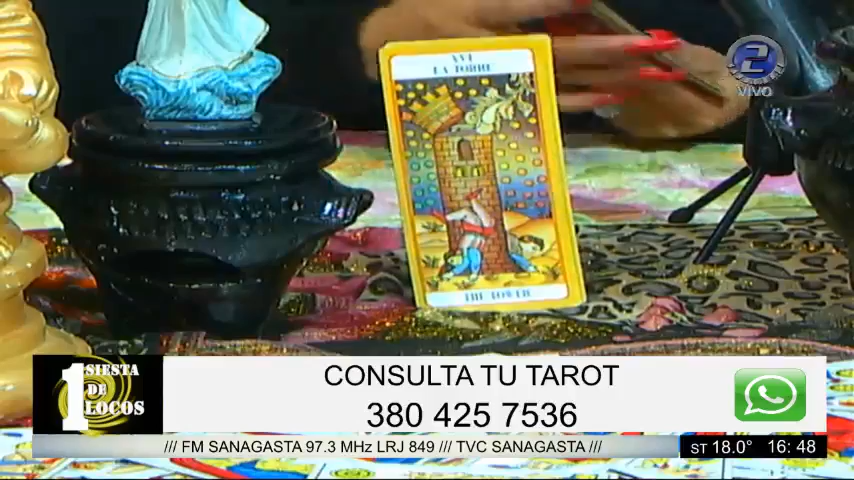 XVI
LA TORRE
THE TOWER
2
VIVO
1 SIESTA
DE
LOCOS
CONSULTA TU TAROT
380 425 7536
/// FM SANAGASTA 97.3 MHz LRJ 849 /// TVC SANAGASTA ///
ST 18.0° 16:48